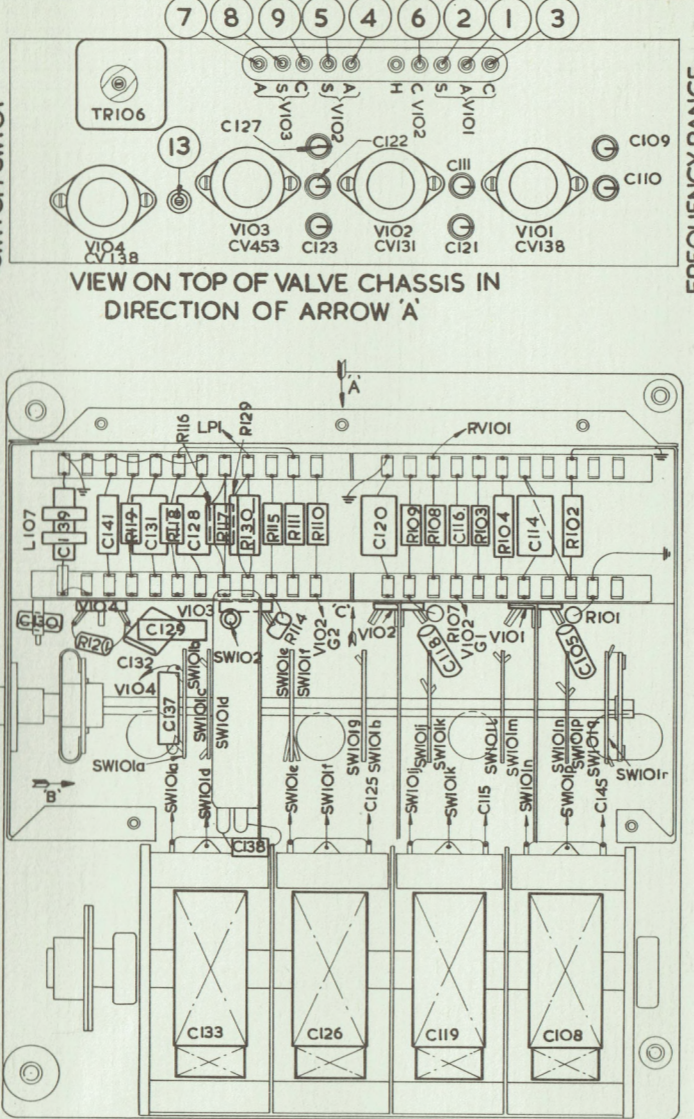 7 8 9 5 4 6 2 1 3
A S C S A H C S A C
V103 V102 V102 V101
TR106
C127
C122
C109
13
C111
C110
V104
CV138
V103
CV453
C123
V102
CV131
C121
V101
CV138
FREQUENCY RANGE
VIEW ON TOP OF VALVE CHASSIS IN
DIRECTION OF ARROW 'A'
'A'
R116 LP1 R129 RV101
L107 C139 C141 R119 C131 R118 C128 R117 R130 R115 R111 R110 C120 R109 R108 C116 R103 R104 C114 R102
C130 V104 V103 'C' V102 V101 R101
R120 C129 SW102 R114 V102 G2 C118 R107 V102 G1 C105
C132 SW101b SW101e SW101f
V104 C137 SW101c SW101d SW101g SW101h SW101j SW101k SW101l SW101m SW101n SW101p SW101q
SW101a SW101r
'B' SW101a SW101d SW101e SW101f C125 SW101j SW101k C115 SW101n SW101p C145
C138
C133 C126 C119 C108